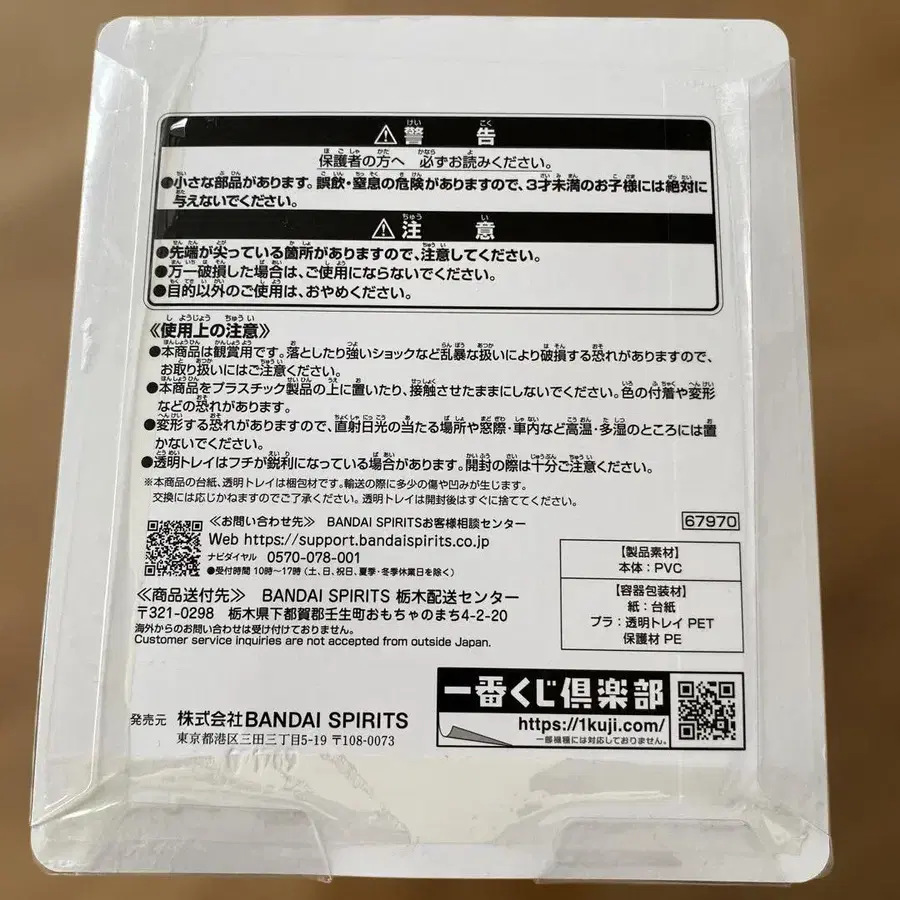 ⚠警告
保護者の方へ 必ずお読みください。
●小さな部品があります。誤飲・窒息の危険がありますので、3才未満のお子様には絶対に
与えないでください。
⚠注意
●先端が尖っている箇所がありますので、注意してください。
●万一破損した場合は、ご使用にならないでください。
●目的以外のご使用は、おやめください。
≪使用上の注意≫
●本商品は観賞用です。落としたり強いショックなど乱暴な扱いにより破損する恐れがありますので、
お取り扱いにはご注意ください。
●本商品をプラスチック製品の上に置いたり、接触させたままにしないでください。色の付着や変形
などの恐れがあります。
●変形する恐れがありますので、直射日光の当たる場所や窓際・車内など高温・多湿のところには置
かないでください。
●透明トレイはフチが鋭利になっている場合があります。開封の際は十分ご注意ください。
※本商品の台紙、透明トレイは梱包材です。輸送の際に多少の傷や凹みが生じます。
交換には応じかねますのでご了承ください。透明トレイは開封後はすぐに捨ててください。
≪お問い合わせ先≫ BANDAI SPIRITSお客様相談センター
67970
Web https://support.bandaispirits.co.jp
ナビダイヤル 0570-078-001
●受付時間 10時〜17時(土、日、祝日、夏季・冬季休業日を除く)
【製品素材】
本体:PVC
【容器包装材】
紙:台紙
プラ:透明トレイ PET
保護材 PE
≪商品送付先≫ BANDAI SPIRITS 栃木配送センター
〒321-0298 栃木県下都賀郡壬生町おもちゃのまち4-2-20
海外からのお問い合わせは受け付けておりません。
Customer service inquiries are not accepted from outside Japan.
一番くじ倶楽部
https://1kuji.com/
一部機種には対応しておりません。
発売元 株式会社BANDAI SPIRITS
東京都港区三田三丁目5-19 〒108-0073